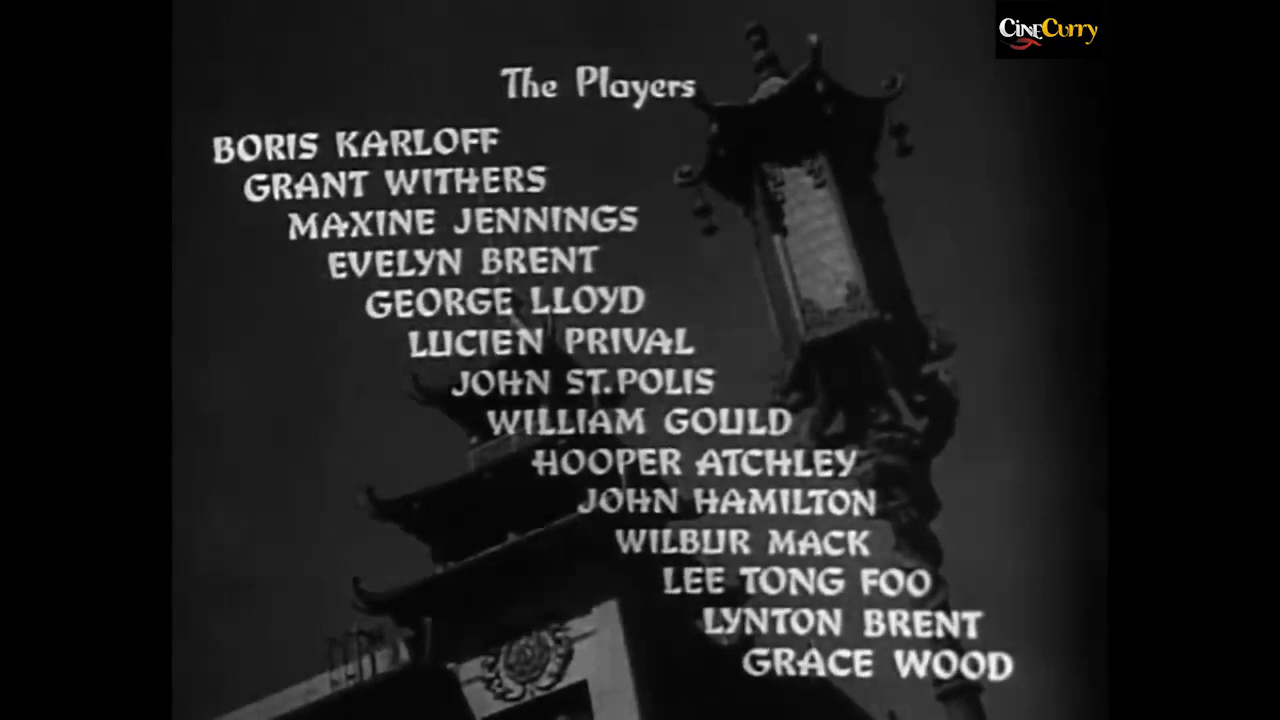 CineCurry
The Players
BORIS KARLOFF
GRANT WITHERS
MAXINE JENNINGS
EVELYN BRENT
GEORGE LLOYD
LUCIEN PRIVAL
JOHN ST. POLIS
WILLIAM GOULD
HOOPER ATCHLEY
JOHN HAMILTON
WILBUR MACK
LEE TONG FOO
LYNTON BRENT
GRACE WOOD